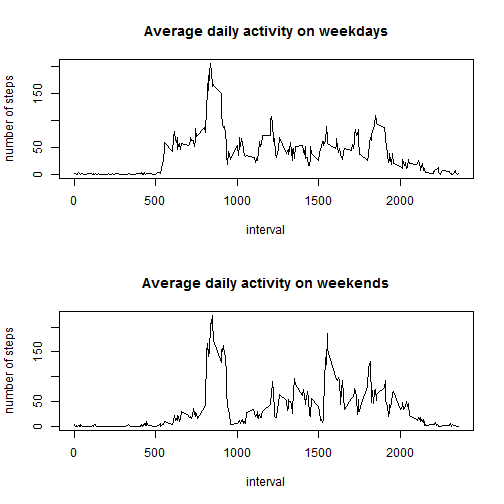 Average daily activity on weekdays
number of steps
0
50
150
0
500
1000
1500
2000
interval
Average daily activity on weekends
number of steps
0
50
150
0
500
1000
1500
2000
interval